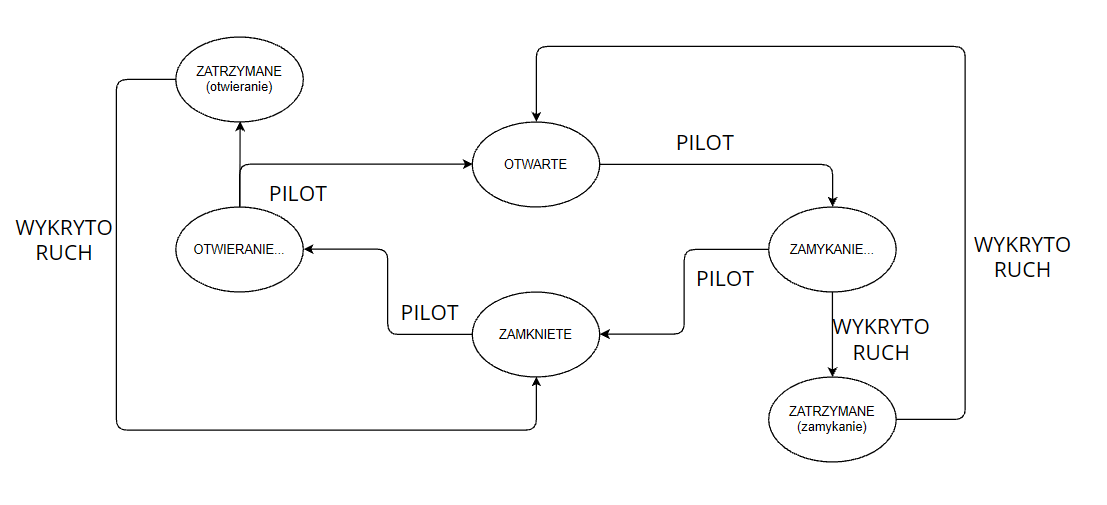 ZATRZYMANE
(otwieranie)
PILOT
OTWARTE
PILOT
WYKRYTO
RUCH
OTWIERANIE...
ZAMYKANIE...
WYKRYTO
RUCH
PILOT
PILOT
ZAMKNIETE
WYKRYTO
RUCH
ZATRZYMANE
(zamykanie)